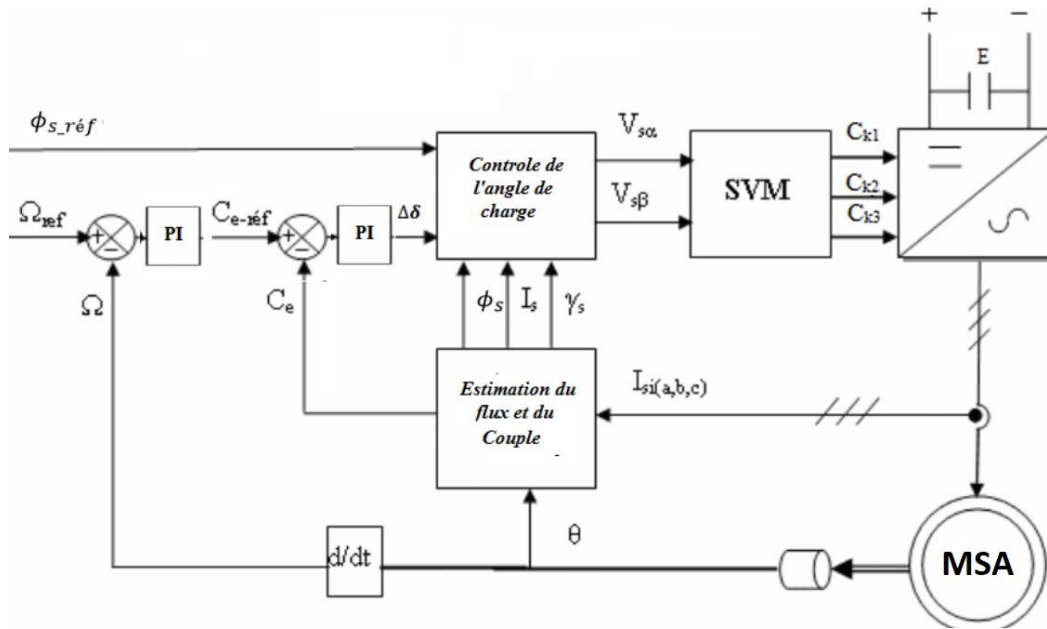 + −
E
ϕs_réf
Vsα
Controle de
l'angle de
charge
SVM
Ck1
Ck2
Ck3
Vsβ
Ωref
+
−
PI
Ce-réf
+
−
PI
Δδ
Ω
Ce
ϕs Is γs
Estimation du
flux et du
Couple
Isi(a,b,c)
θ
d/dt
MSA